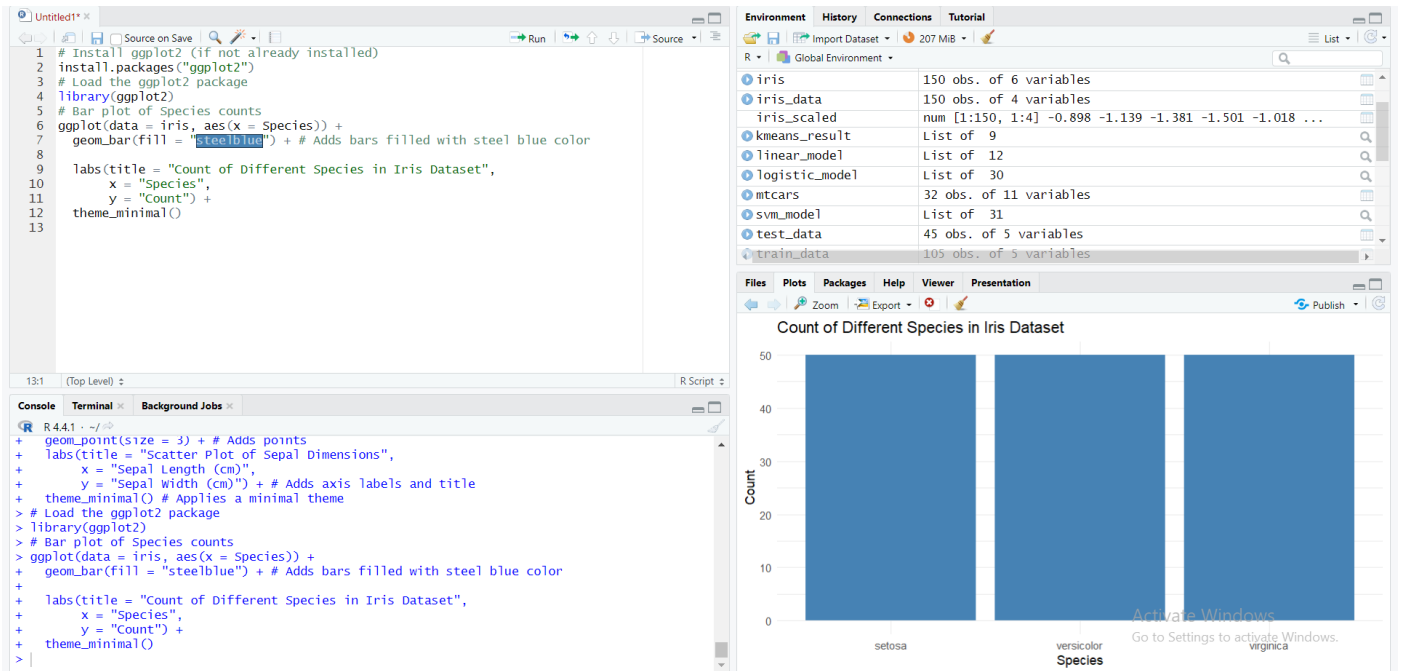 Untitled1*
Source on Save
Run
Source
1 # Install ggplot2 (if not already installed)
2 install.packages("ggplot2")
3 # Load the ggplot2 package
4 library(ggplot2)
5 # Bar plot of Species counts
6 ggplot(data = iris, aes(x = Species)) +
7   geom_bar(fill = "steelblue") + # Adds bars filled with steel blue color
8
9   labs(title = "Count of Different Species in Iris Dataset",
10        x = "Species",
11        y = "Count") +
12   theme_minimal()
13
13:1 (Top Level) R Script
Console Terminal Background Jobs
R 4.4.1 · ~/
+   geom_point(size = 3) + # Adds points
+   labs(title = "Scatter Plot of Sepal Dimensions",
+        x = "Sepal Length (cm)",
+        y = "Sepal Width (cm)") + # Adds axis labels and title
+   theme_minimal() # Applies a minimal theme
> # Load the ggplot2 package
> library(ggplot2)
> # Bar plot of Species counts
> ggplot(data = iris, aes(x = Species)) +
+   geom_bar(fill = "steelblue") + # Adds bars filled with steel blue color
+
+   labs(title = "Count of Different Species in Iris Dataset",
+        x = "Species",
+        y = "Count") +
+   theme_minimal()
>
Environment History Connections Tutorial
Import Dataset 207 MiB List
R Global Environment
iris 150 obs. of 6 variables
iris_data 150 obs. of 4 variables
iris_scaled num [1:150, 1:4] -0.898 -1.139 -1.381 -1.501 -1.018 ...
kmeans_result List of 9
linear_model List of 12
logistic_model List of 30
mtcars 32 obs. of 11 variables
svm_model List of 31
test_data 45 obs. of 5 variables
train_data 105 obs. of 5 variables
Files Plots Packages Help Viewer Presentation
Zoom Export Publish
Count of Different Species in Iris Dataset
50
40
30
20
10
0
Count
setosa versicolor virginica
Species
Activate Windows
Go to Settings to activate Windows.